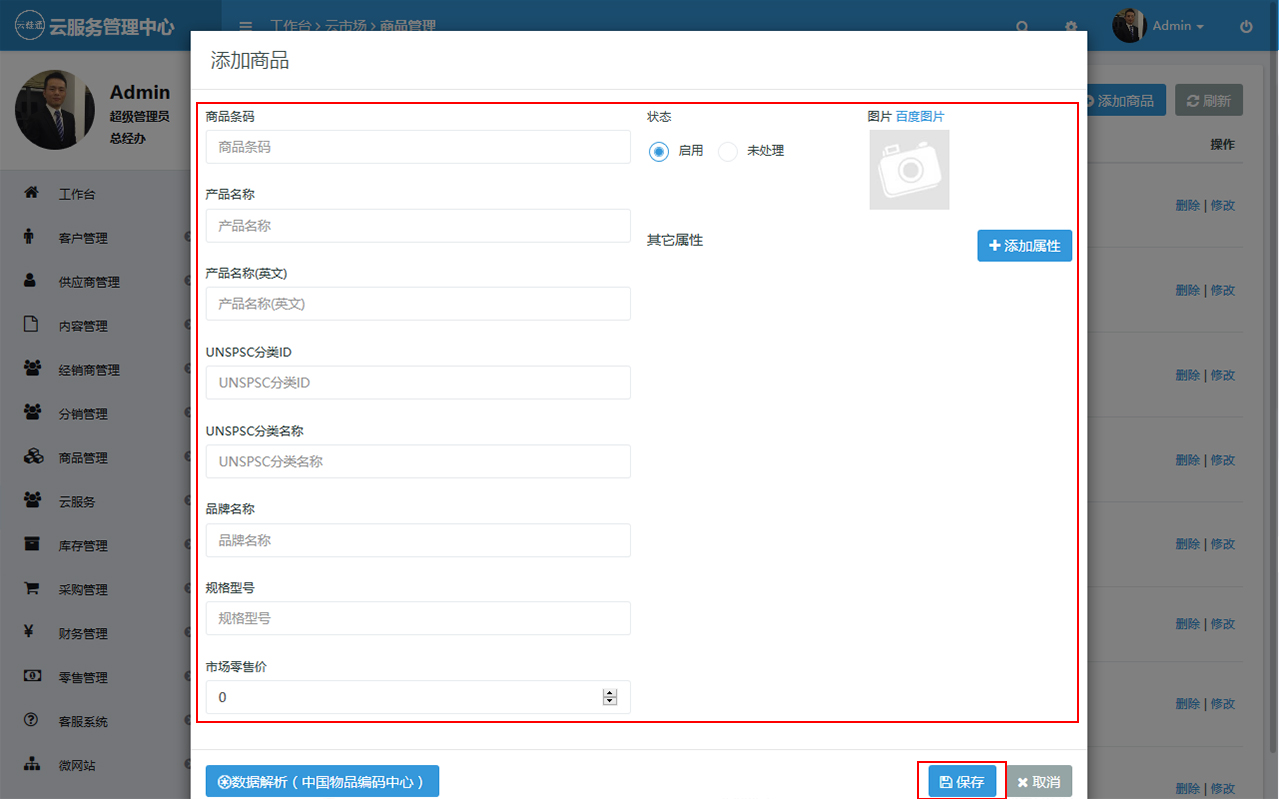 云桂通 云服务管理中心
工作台 > 云市场 > 商品管理
Admin
Admin
超级管理员
总经办
工作台
客户管理
供应商管理
内容管理
经销商管理
分销管理
商品管理
云服务
库存管理
采购管理
财务管理
零售管理
客服系统
微网站
添加商品
商品条码
商品条码
产品名称
产品名称
产品名称(英文)
产品名称(英文)
UNSPSC分类ID
UNSPSC分类ID
UNSPSC分类名称
UNSPSC分类名称
品牌名称
品牌名称
规格型号
规格型号
市场零售价
0
状态
启用 未处理
图片 百度图片
其它属性
添加属性
数据解析（中国物品编码中心）
保存
取消
添加商品 刷新
操作
删除 | 修改
删除 | 修改
删除 | 修改
删除 | 修改
删除 | 修改
删除 | 修改
删除 | 修改
删除 | 修改